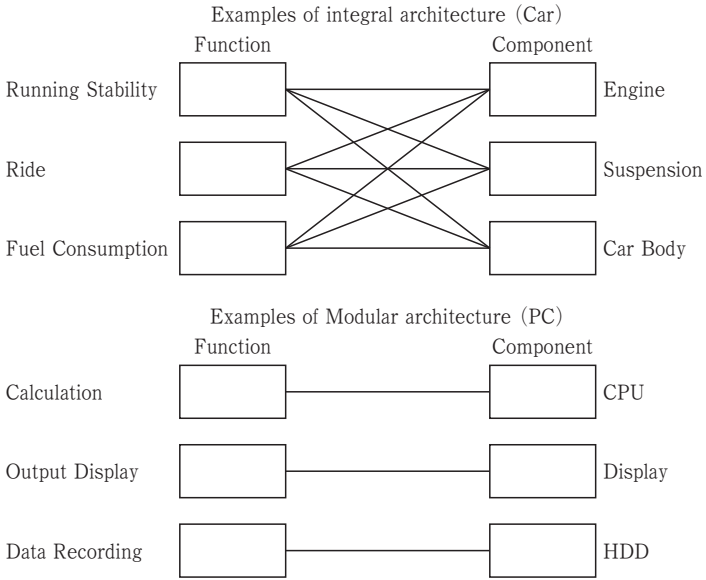 Examples of integral architecture (Car)
Function Component
Running Stability Engine
Ride Suspension
Fuel Consumption Car Body
Examples of Modular architecture (PC)
Function Component
Calculation CPU
Output Display Display
Data Recording HDD